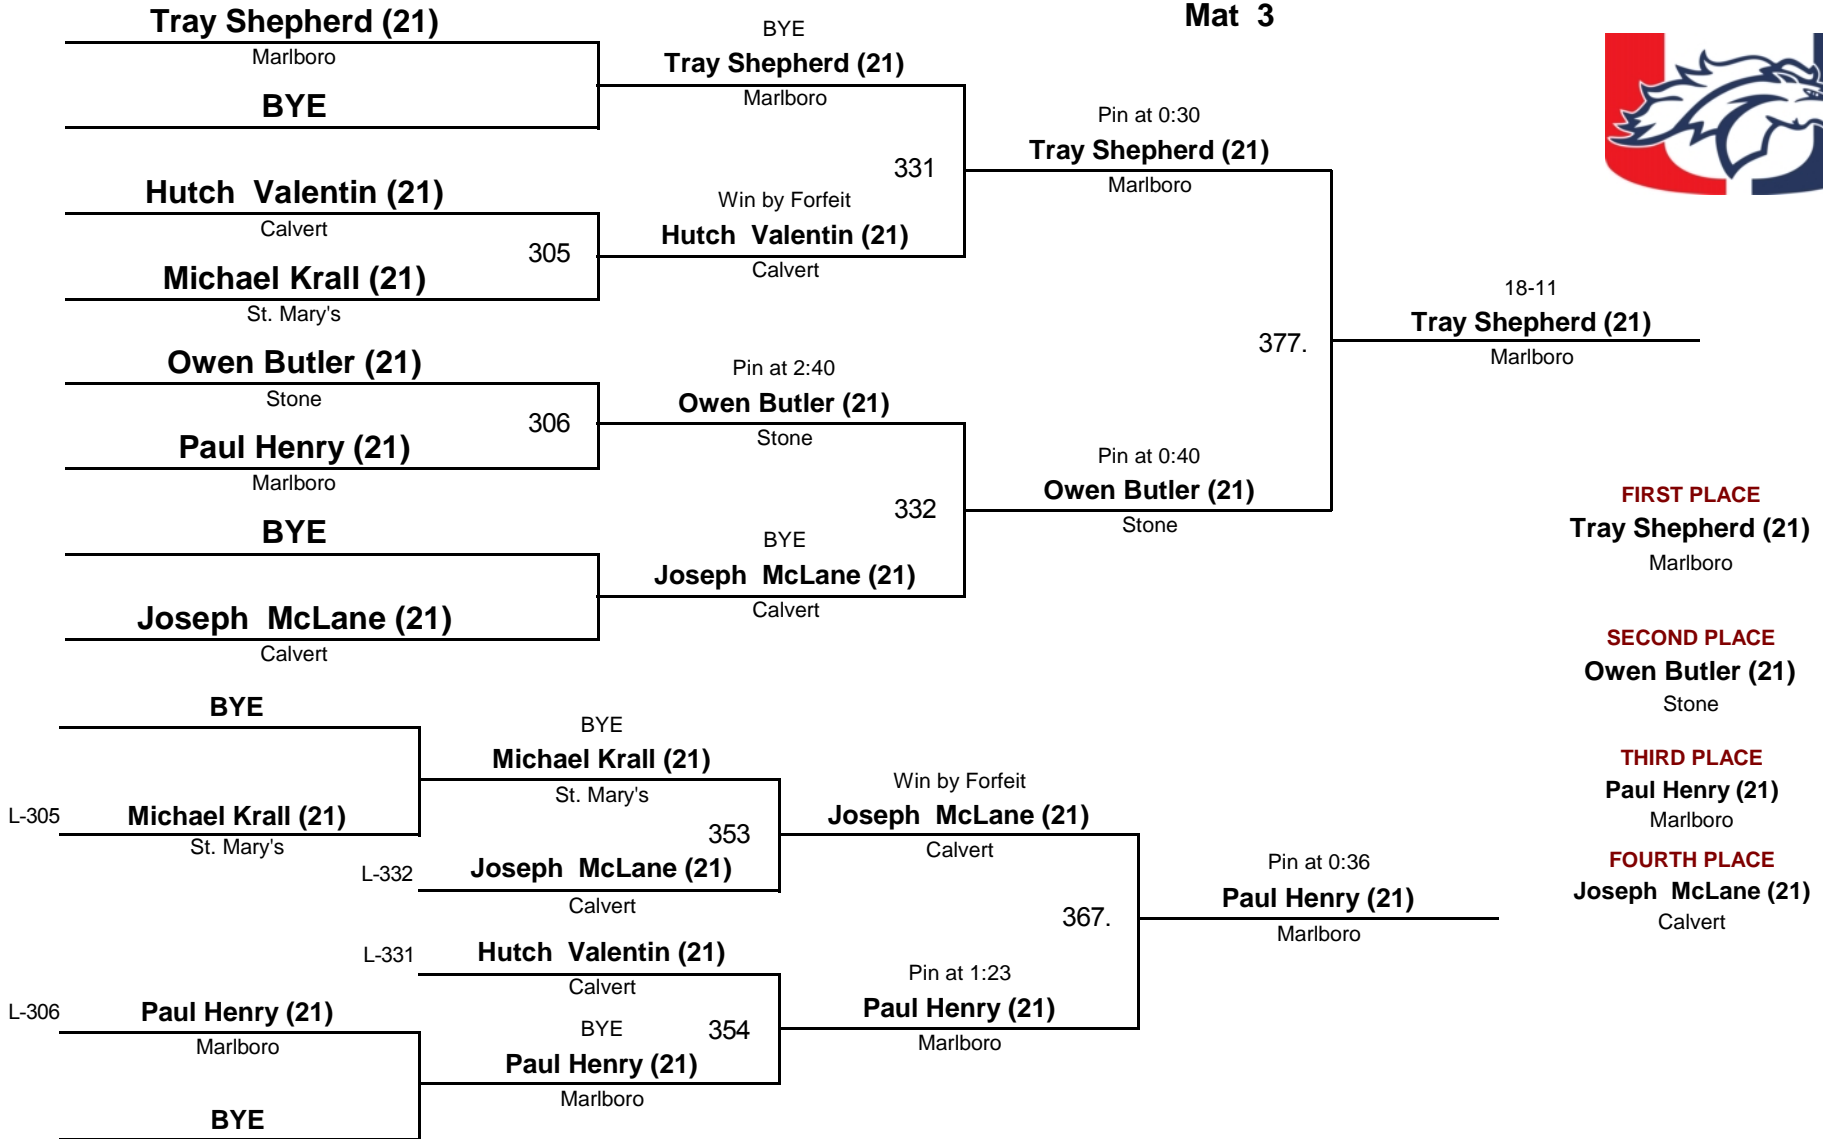 Mat 3
Tray Shepherd (21)
Marlboro
BYE
Hutch Valentin (21)
Calvert
305
Michael Krall (21)
St. Mary's
Owen Butler (21)
Stone
306
Paul Henry (21)
Marlboro
BYE
Joseph McLane (21)
Calvert
BYE
Tray Shepherd (21)
Marlboro
331
Win by Forfeit
Hutch Valentin (21)
Calvert
Pin at 2:40
Owen Butler (21)
Stone
332
BYE
Joseph McLane (21)
Calvert
Pin at 0:30
Tray Shepherd (21)
Marlboro
377.
Pin at 0:40
Owen Butler (21)
Stone
18-11
Tray Shepherd (21)
Marlboro
FIRST PLACE
Tray Shepherd (21)
Marlboro
SECOND PLACE
Owen Butler (21)
Stone
THIRD PLACE
Paul Henry (21)
Marlboro
FOURTH PLACE
Joseph McLane (21)
Calvert
BYE
L-305
Michael Krall (21)
St. Mary's
L-306
Paul Henry (21)
Marlboro
BYE
BYE
Michael Krall (21)
St. Mary's
353
L-332
Joseph McLane (21)
Calvert
L-331
Hutch Valentin (21)
Calvert
BYE
354
Paul Henry (21)
Marlboro
Win by Forfeit
Joseph McLane (21)
Calvert
367.
Pin at 1:23
Paul Henry (21)
Marlboro
Pin at 0:36
Paul Henry (21)
Marlboro